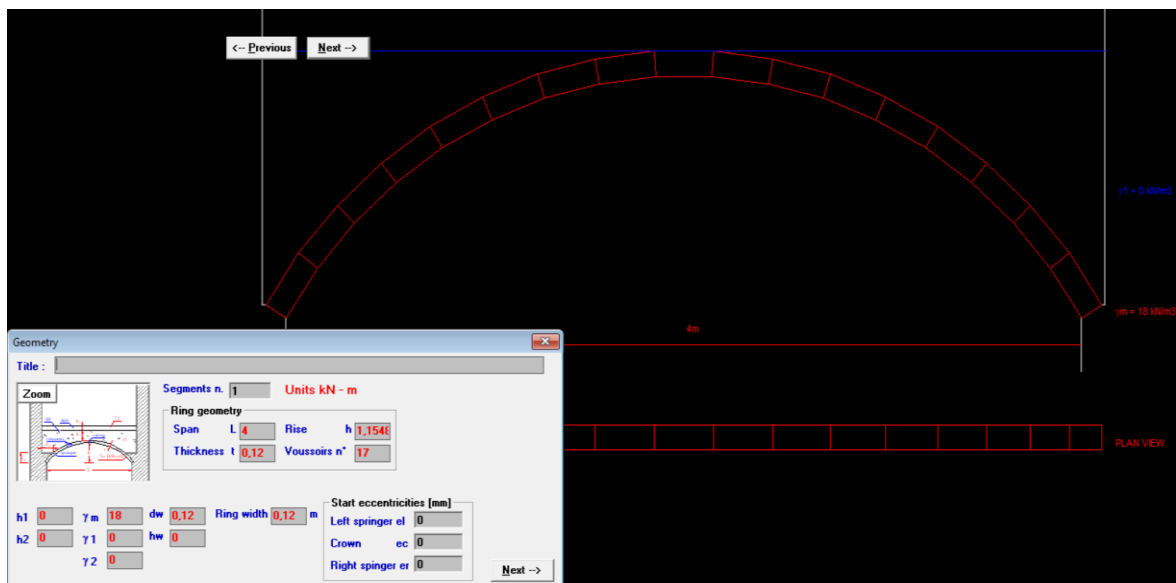 <-- Previous Next -->
γ1 = 0 kN/m3
γm = 18 kN/m3
4m
PLAN VIEW
Geometry
Title :
Zoom
Segments n. 1 Units kN - m
Ring geometry
Span L 4 Rise h 1,1548
Thickness t 0,12 Voussoirs n° 17
h1 0 γm 18 dw 0,12 Ring width 0,12 m
h2 0 γ1 0 hw 0
γ2 0
Start eccentricities [mm]
Left springer el 0
Crown ec 0
Right spinger er 0
Next -->